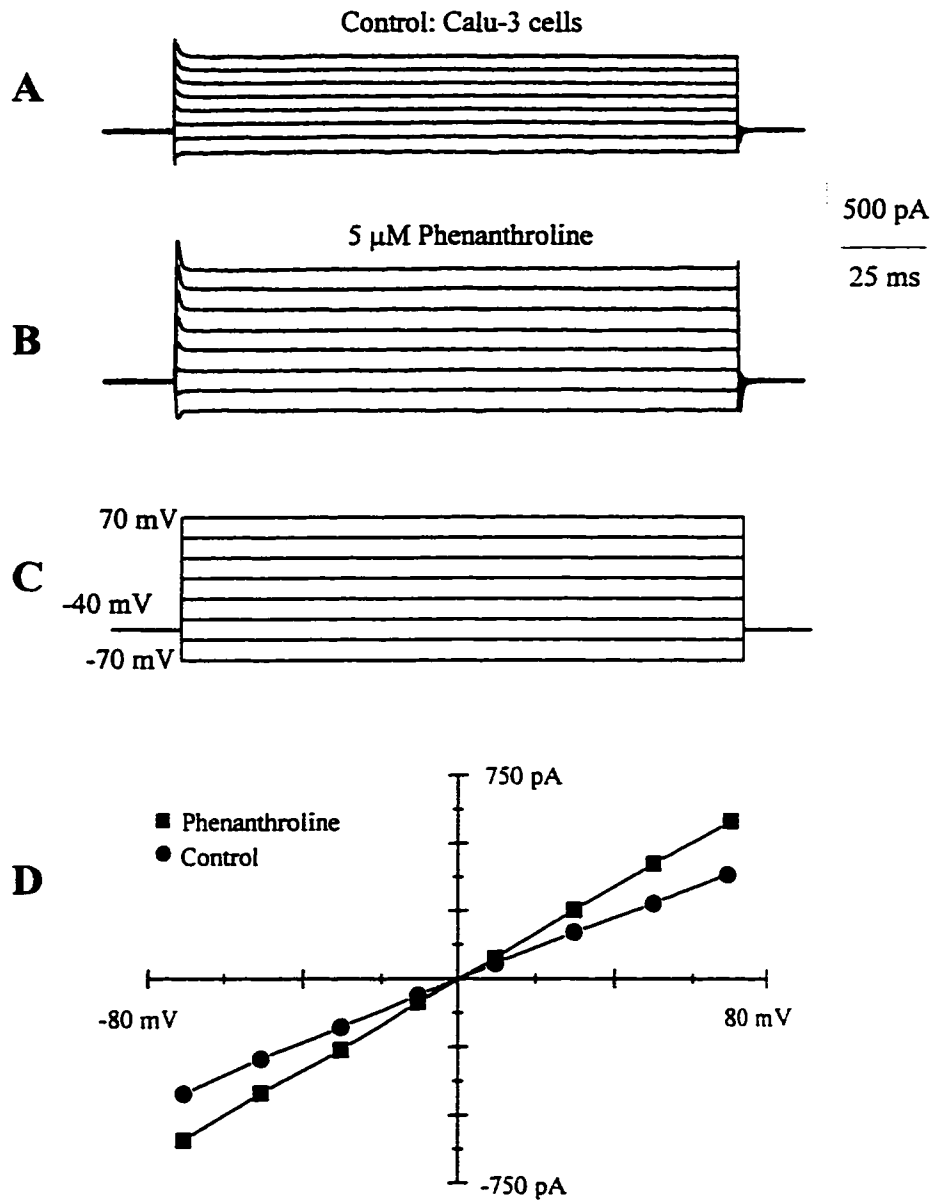 Control: Calu-3 cells
A
500 pA
25 ms
5 µM Phenanthroline
B
70 mV
C
-40 mV
-70 mV
750 pA
Phenanthroline
Control
D
-80 mV
80 mV
-750 pA